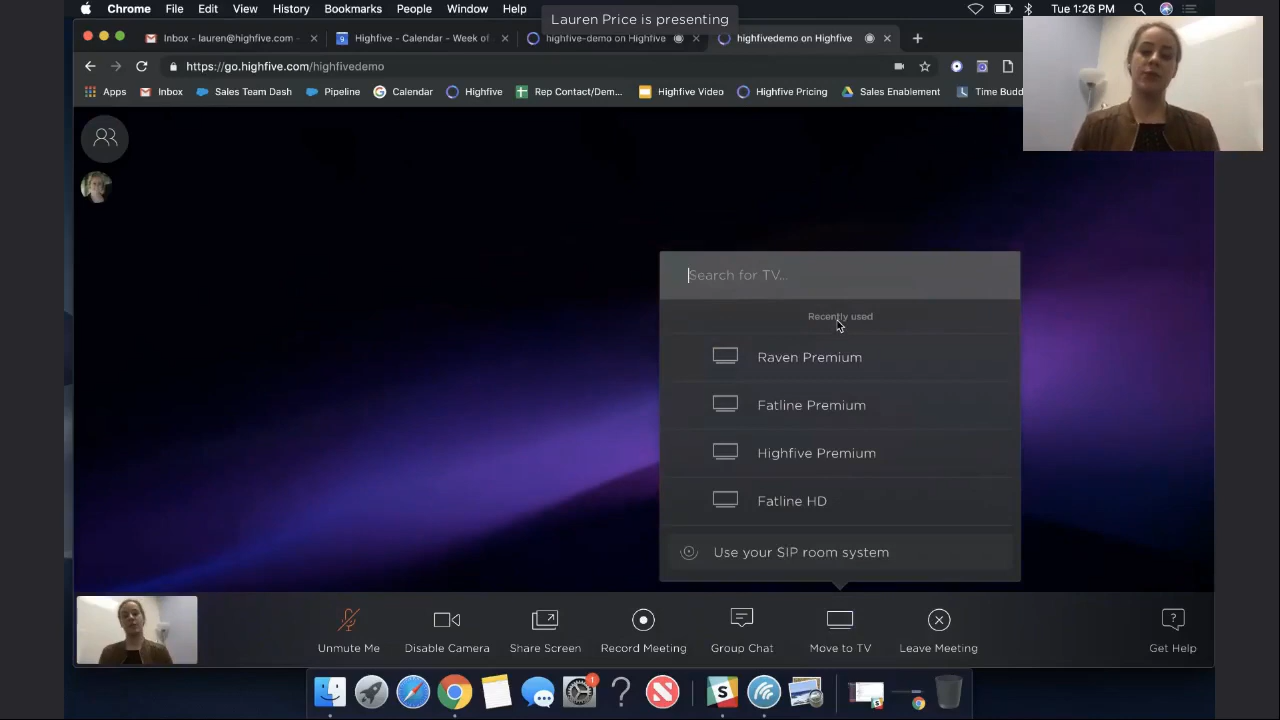 Chrome File Edit View History Bookmarks People Window Help
Lauren Price is presenting
Tue 1:26 PM
Inbox - lauren@highfive.com -
Highfive - Calendar - Week of
highfive-demo on Highfive
highfivedemo on Highfive
https://go.highfive.com/highfivedemo
Apps Inbox Sales Team Dash Pipeline Calendar Highfive Rep Contact/Dem... Highfive Video Highfive Pricing Sales Enablement Time Budd
Search for TV...
Recently used
Raven Premium
Fatline Premium
Highfive Premium
Fatline HD
Use your SIP room system
Unmute Me Disable Camera Share Screen Record Meeting Group Chat Move to TV Leave Meeting Get Help
1